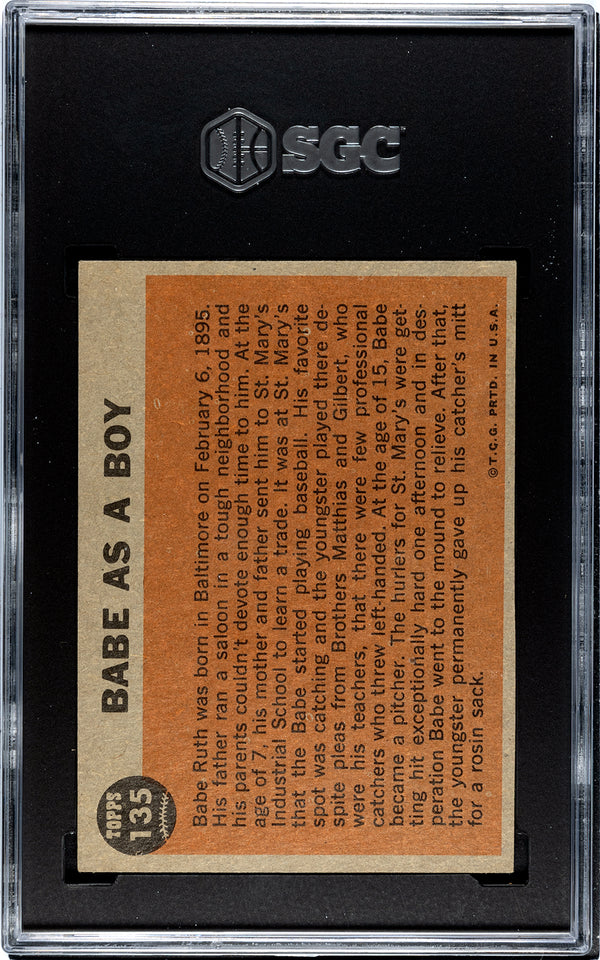 SGC
TOPPS
135
BABE AS A BOY
Babe Ruth was born in Baltimore on February 6, 1895.
His father ran a saloon in a tough neighborhood and
his parents couldn't devote enough time to him. At the
age of 7, his mother and father sent him to St. Mary's
Industrial School to learn a trade. It was at St. Mary's
that the Babe started playing baseball. His favorite
spot was catching and the youngster played there de-
spite pleas from Brothers Matthias and Gilbert, who
were his teachers, that there were few professional
catchers who threw left-handed. At the age of 15, Babe
became a pitcher. The hurlers for St. Mary's were get-
ting hit exceptionally hard one afternoon and in des-
peration Babe went to the mound to relieve. After that,
the youngster permanently gave up his catcher's mitt
for a rosin sack.
©T.C.G. PRTD. IN U.S.A.